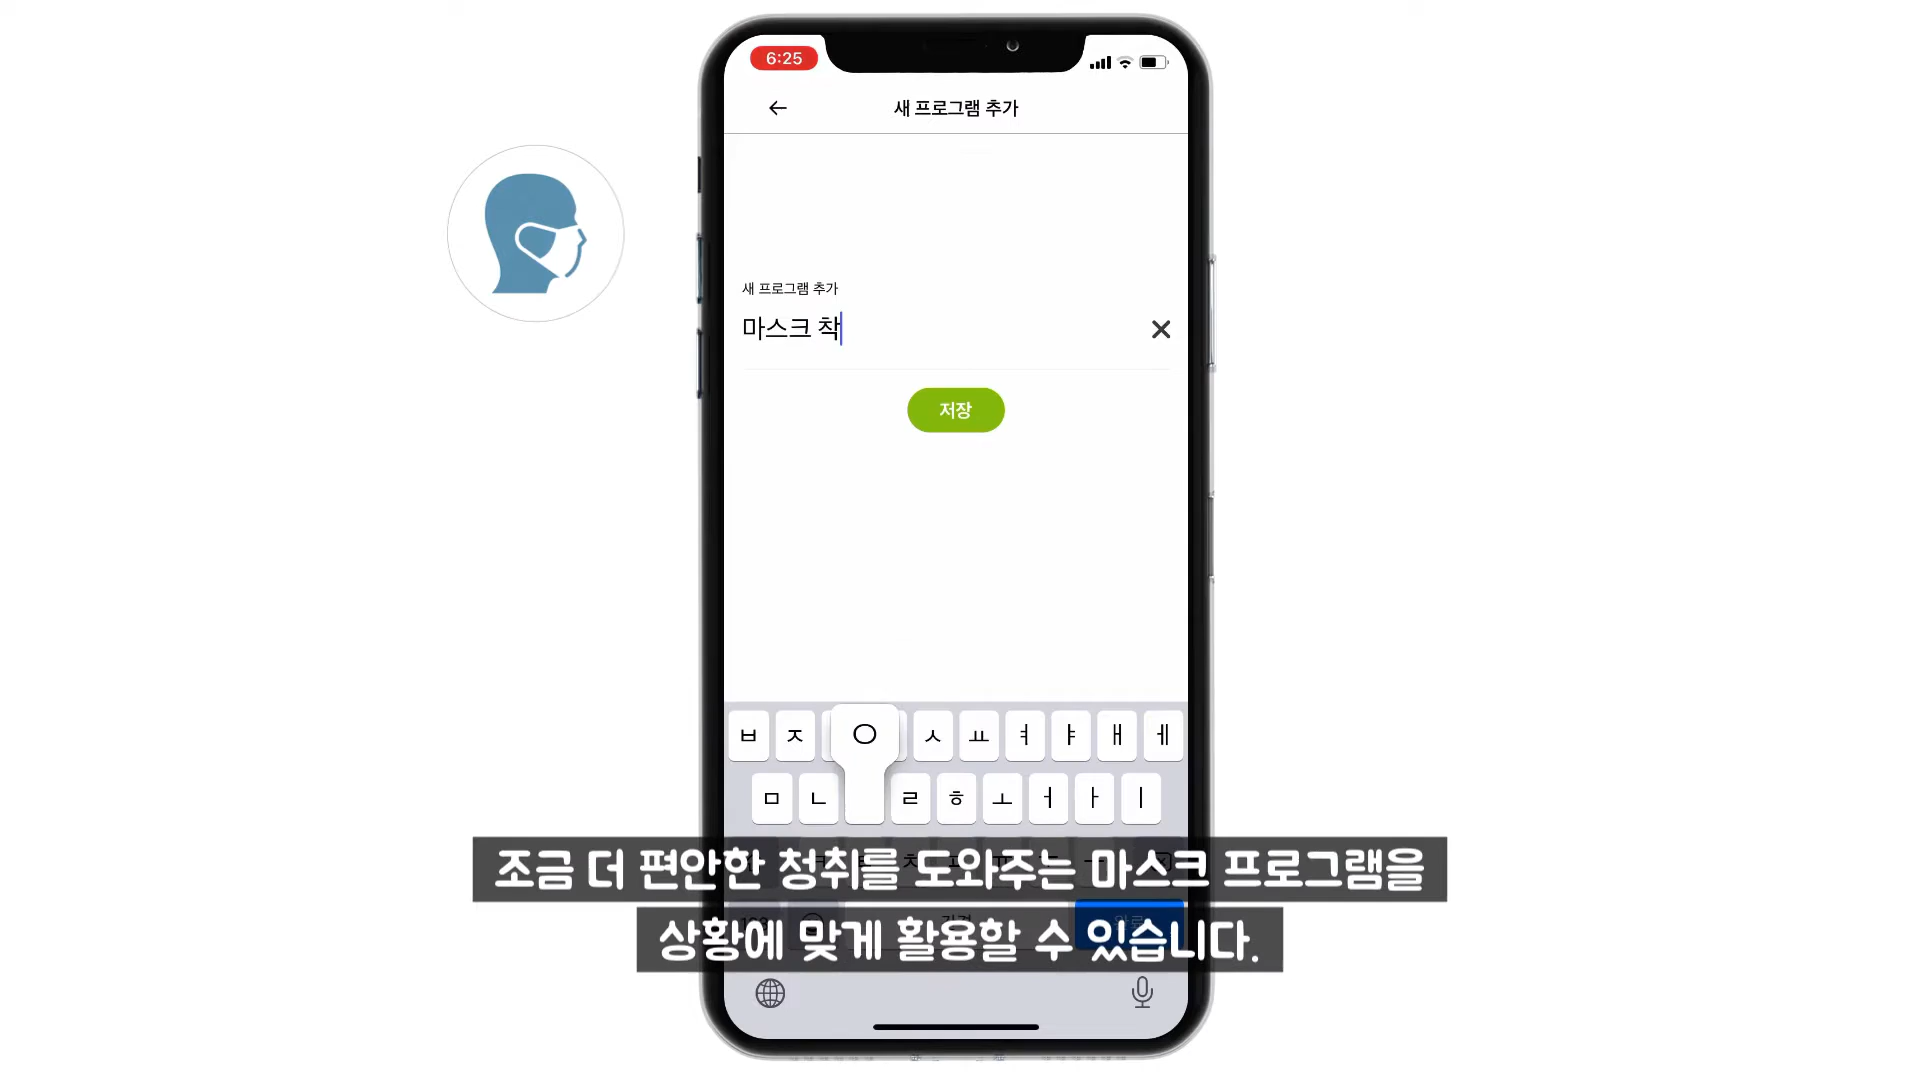 6:25
새 프로그램 추가
새 프로그램 추가
마스크 착
저장
ㅂ ㅈ ㅇ ㅅ ㅛ ㅕ ㅑ ㅐ ㅔ
ㅁ ㄴ ㄹ ㅎ ㅗ ㅓ ㅏ ㅣ
조금 더 편안한 청취를 도와주는 마스크 프로그램을
상황에 맞게 활용할 수 있습니다.